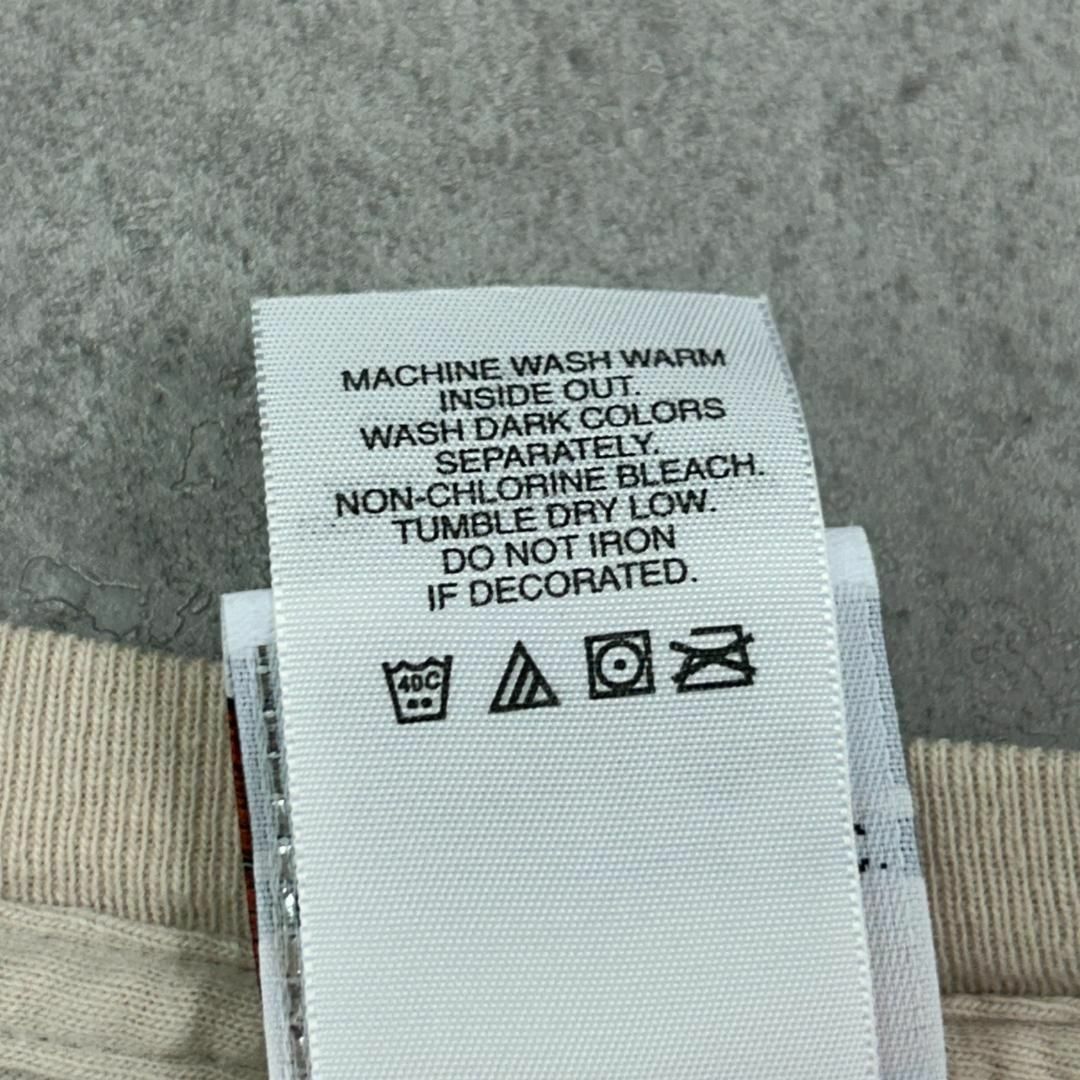 MACHINE WASH WARM
INSIDE OUT.
WASH DARK COLORS
SEPARATELY.
NON-CHLORINE BLEACH.
TUMBLE DRY LOW.
DO NOT IRON
IF DECORATED.
40C